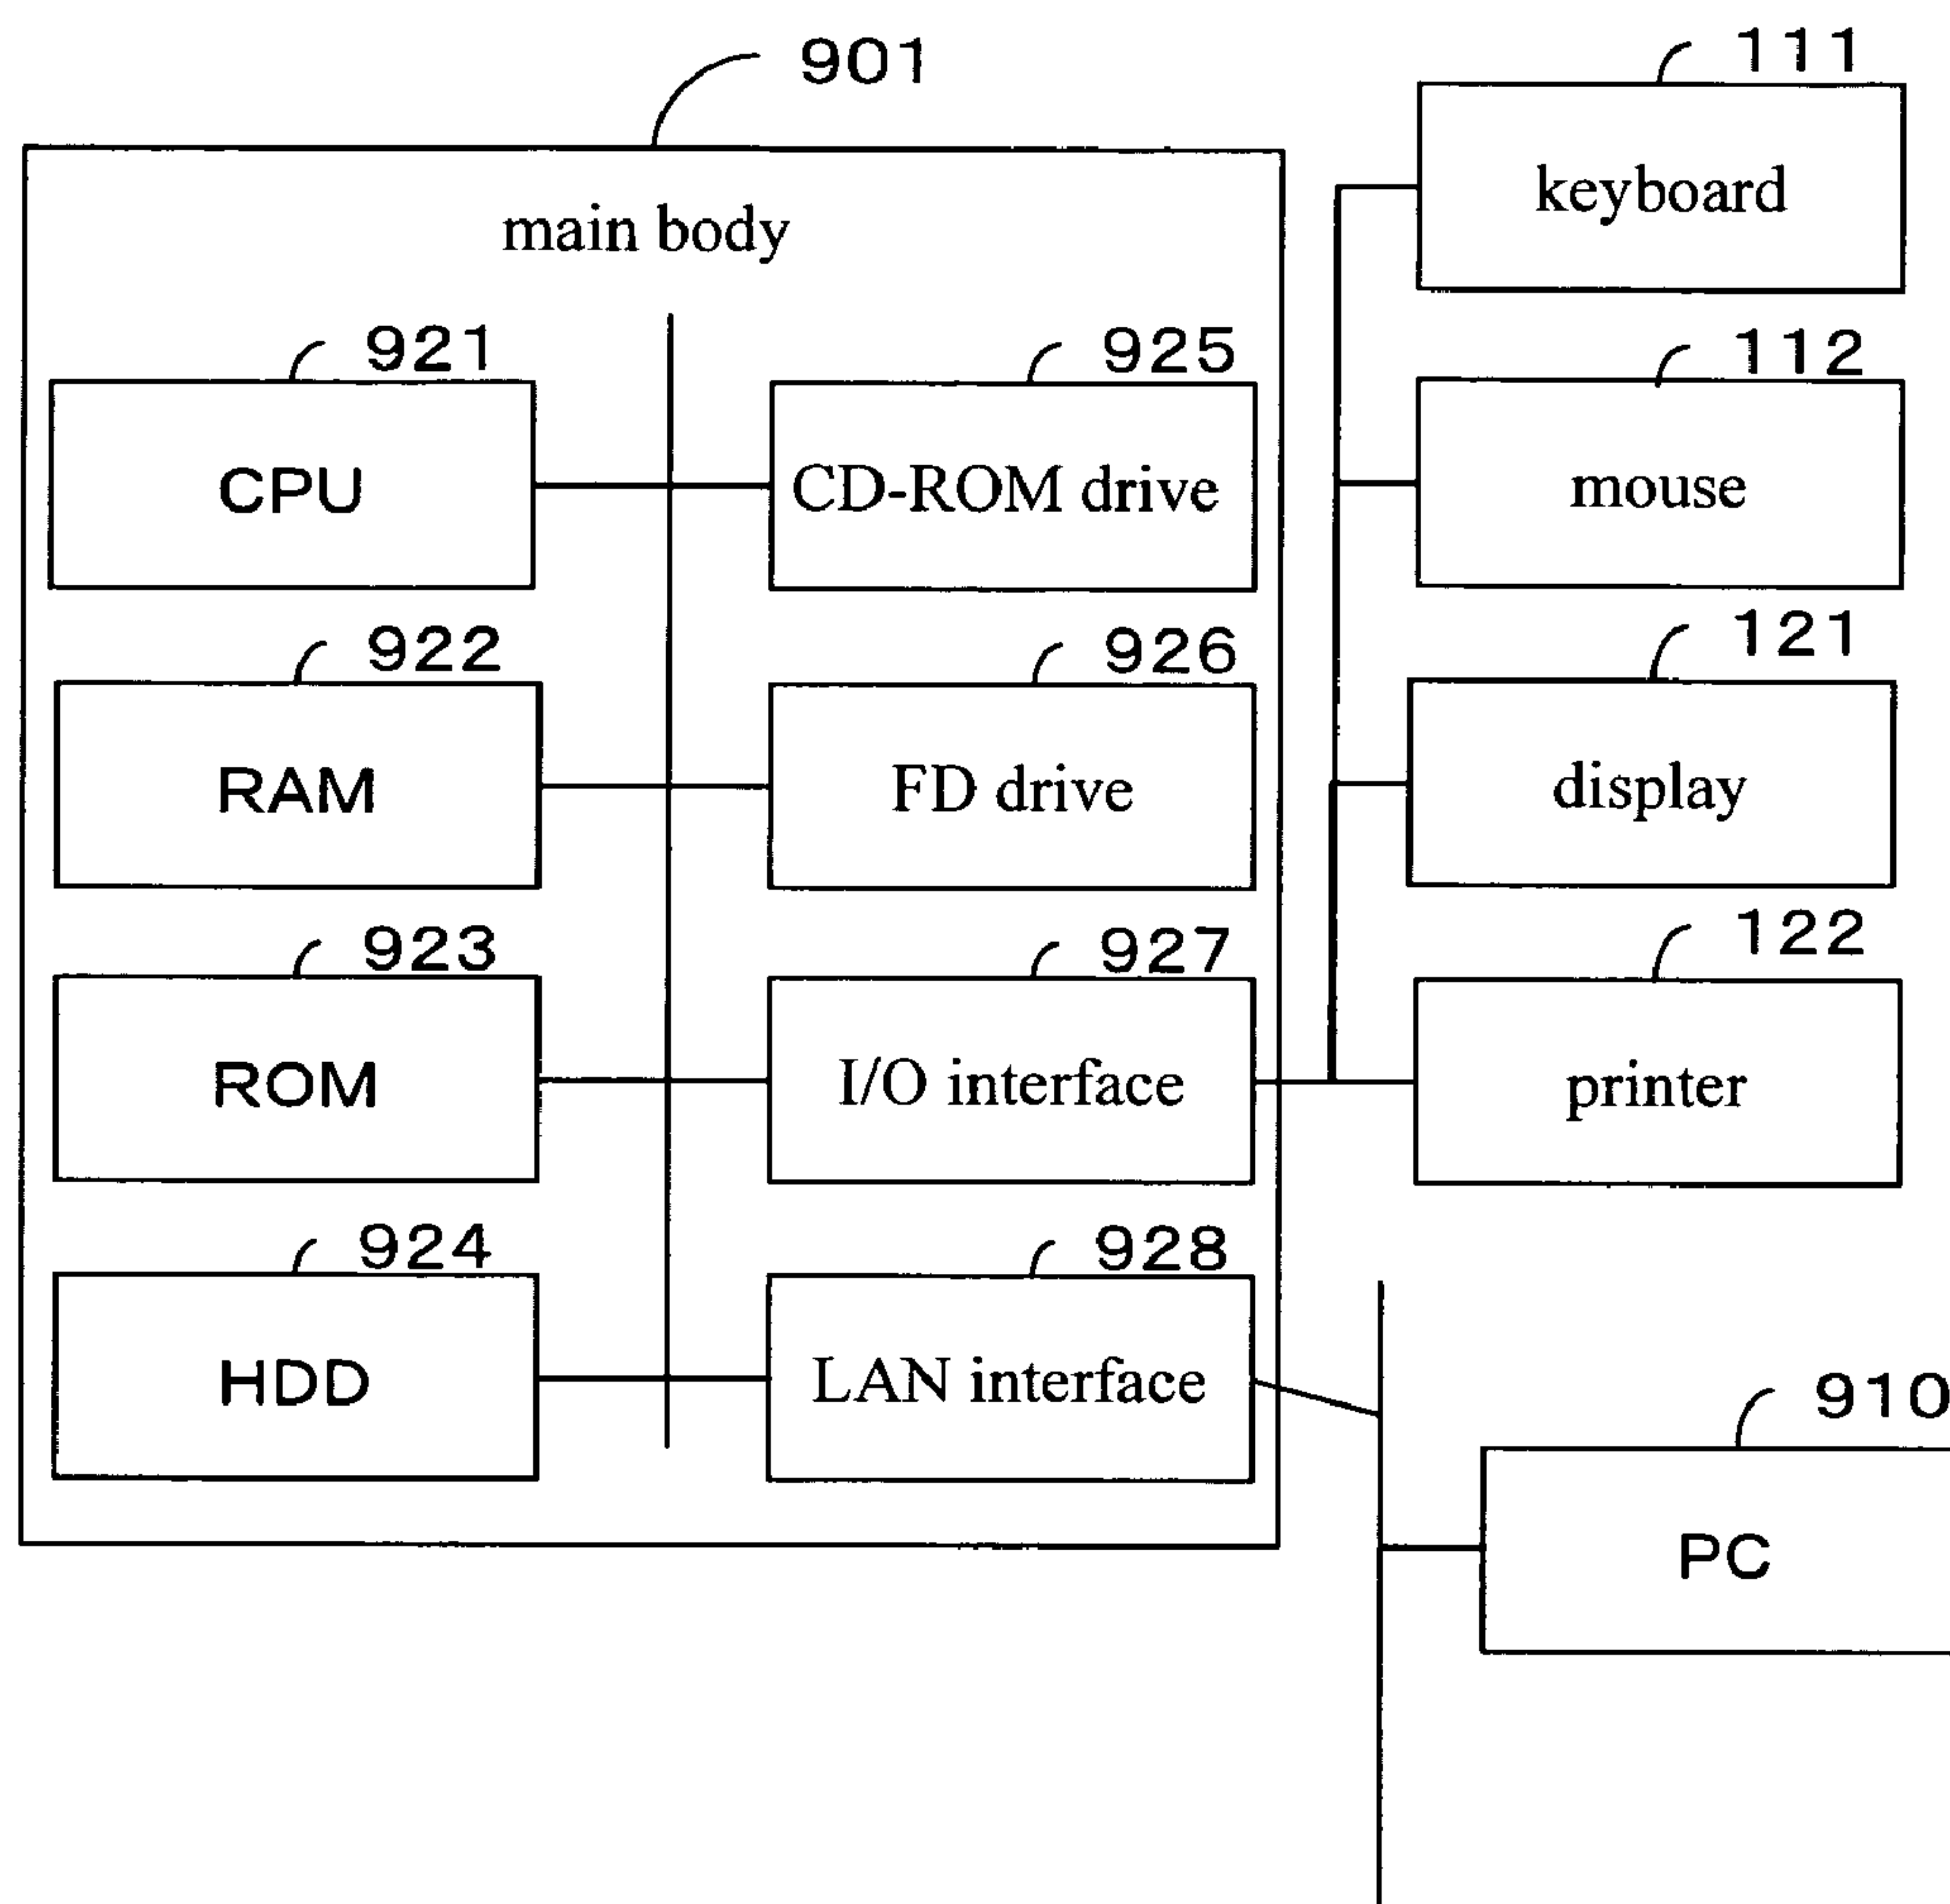 901
main body
921
CPU
925
CD-ROM drive
922
RAM
926
FD drive
923
ROM
927
I/O interface
924
HDD
928
LAN interface
111
keyboard
112
mouse
121
display
122
printer
910
PC